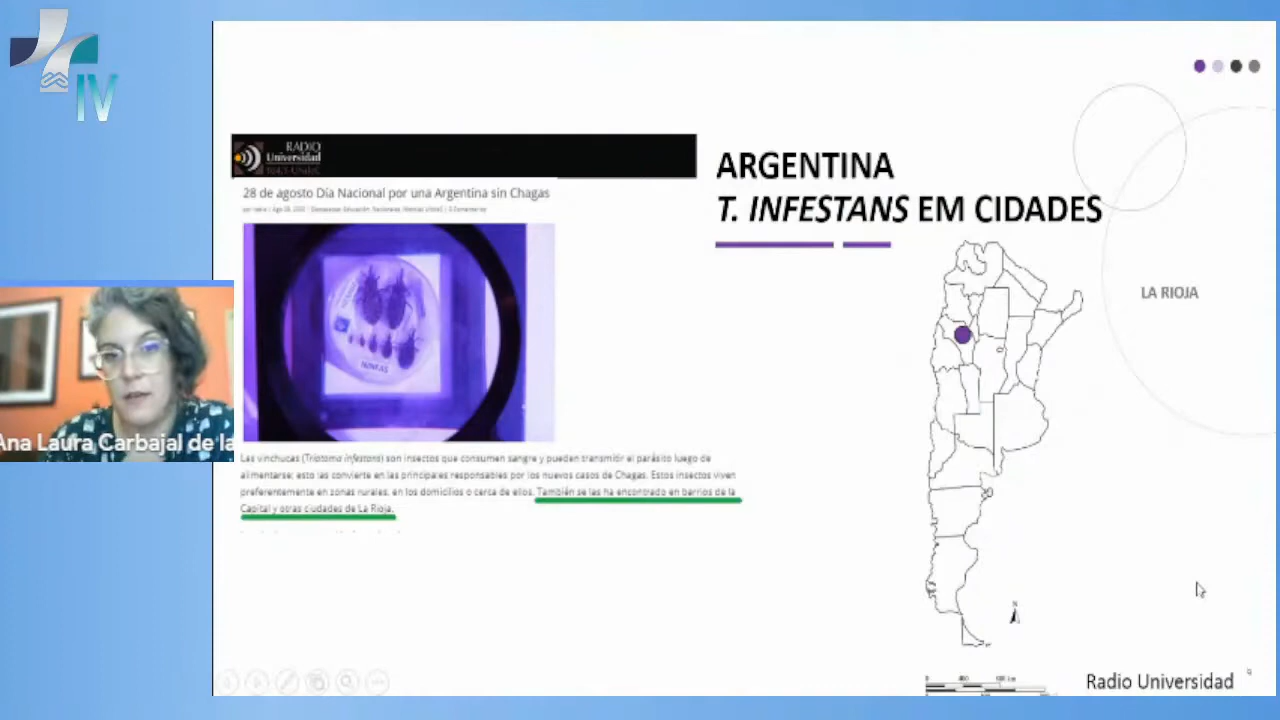 IV
RADIO
Universidad
28 de agosto Día Nacional por una Argentina sin Chagas
NINFAS
Las vinchucas (Triatoma infestans) son insectos que consumen sangre y pueden transmitir el parásito luego de
alimentarse; esto las convierte en las principales responsables por los nuevos casos de Chagas. Estos insectos viven
preferentemente en zonas rurales, en los domicilios o cerca de ellos. También se las ha encontrado en barrios de la
Capital y otras ciudades de La Rioja.
ARGENTINA
T. INFESTANS EM CIDADES
LA RIOJA
N
Ana Laura Carbajal de la
Radio Universidad